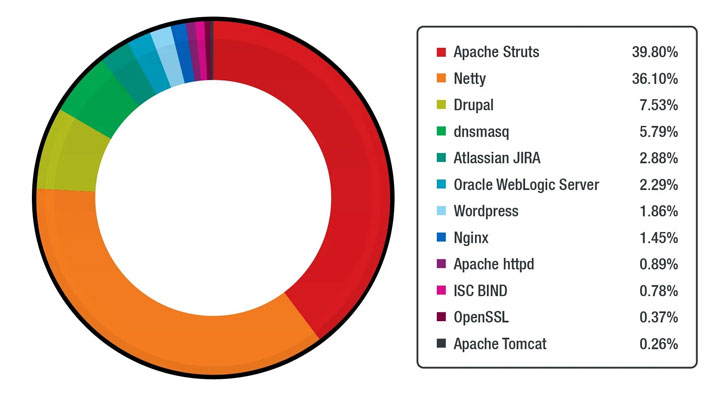 Apache Struts 39.80%
Netty 36.10%
Drupal 7.53%
dnsmasq 5.79%
Atlassian JIRA 2.88%
Oracle WebLogic Server 2.29%
Wordpress 1.86%
Nginx 1.45%
Apache httpd 0.89%
ISC BIND 0.78%
OpenSSL 0.37%
Apache Tomcat 0.26%